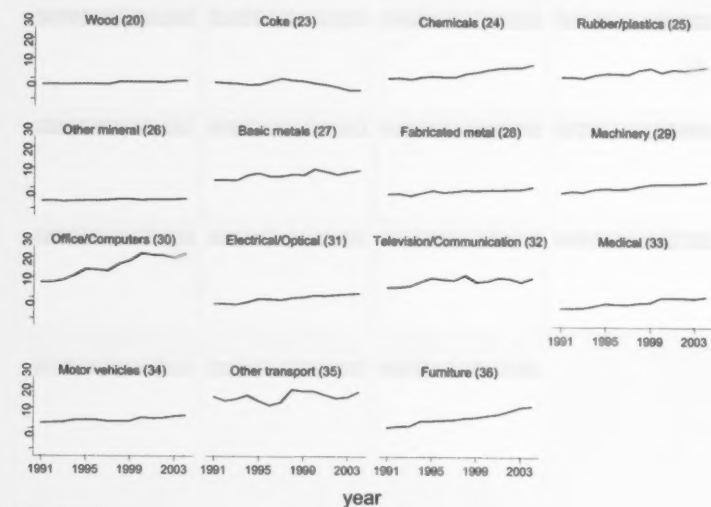 Wood (20) Coke (23) Chemicals (24) Rubber/plastics (25)
30
20
10
0
Other mineral (26) Basic metals (27) Fabricated metal (28) Machinery (29)
30
20
10
0
Office/Computers (30) Electrical/Optical (31) Television/Communication (32) Medical (33)
30
20
10
0
1991 1995 1999 2003
Motor vehicles (34) Other transport (35) Furniture (36)
30
20
10
0
1991 1995 1999 2003 1991 1995 1999 2003 1991 1995 1999 2003
year